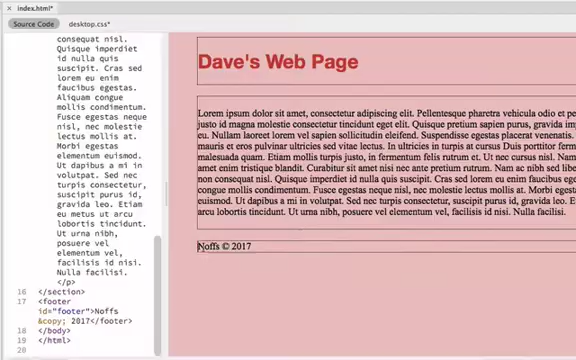 index.html*
Source Code
desktop.css*
consequat nisl.
Quisque imperdiet
id nulla quis
euismod. Cras sed
lorem eu enim
faucibus egestas.
Aliquam congue
mollis condimentum.
Fusce egestas neque
nisl, nec molestie
lectus mollis at.
Morbi egestas
elementum euismod.
Ut dapibus a mi in
volutpat. Sed nec
turpis consectetur,
suscipit purus id,
gravida leo. Etiam
eu metus ut arcu
lobortis tincidunt.
Ut urna nibh,
posuere vel
elementum vel,
facilisis id nisi.
Nulla facilisi.
</p>
16 </section>
17 <footer
id="footer">Noffs
&copy; 2017</footer>
18 </body>
19 </html>
20
Dave's Web Page
Lorem ipsum dolor sit amet, consectetur adipiscing elit. Pellentesque pharetra vehicula odio et
justo id magna molestie consectetur tincidunt eget elit. Quisque pretium sapien purus, gravida
eu. Nullam laoreet lorem vel sapien sollicitudin eleifend. Suspendisse egestas placerat venenatis.
mauris et eros pulvinar ultricies sed vitae lectus. In ultricies in turpis at cursus Duis porttitor
malesuada quam. Etiam mollis turpis justo, in fermentum felis rutrum et. Ut nec cursus nisl.
amet enim tristique blandit. Curabitur sit amet nisi nec ante pretium rutrum. Nam ac nibh sed
lacus consectetur ultrices. Fusce egestas lectus nisl, nec consequat nisl. Quisque imperdiet id nulla quis euismod. Cras sed lorem eu enim faucibus
congue mollis condimentum. Fusce egestas neque nisl, nec molestie lectus mollis at. Morbi egestas
euismod. Ut dapibus a mi in volutpat. Sed nec turpis consectetur, suscipit purus id, gravida leo.
arcu lobortis tincidunt. Ut urna nibh, posuere vel elementum vel, facilisis id nisi.
Noffs © 2017